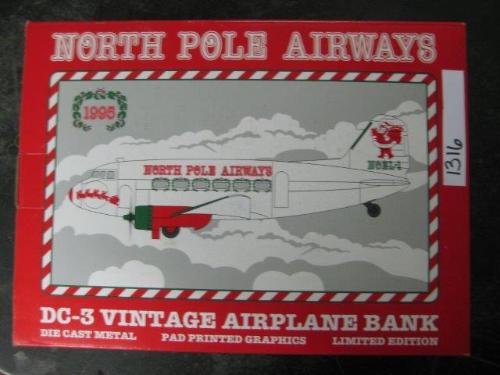 NORTH POLE AIRWAYS
1995
NORTH POLE AIRWAYS
NOEL-1
1316
DC-3 VINTAGE AIRPLANE BANK
DIE CAST METAL PAD PRINTED GRAPHICS LIMITED EDITION